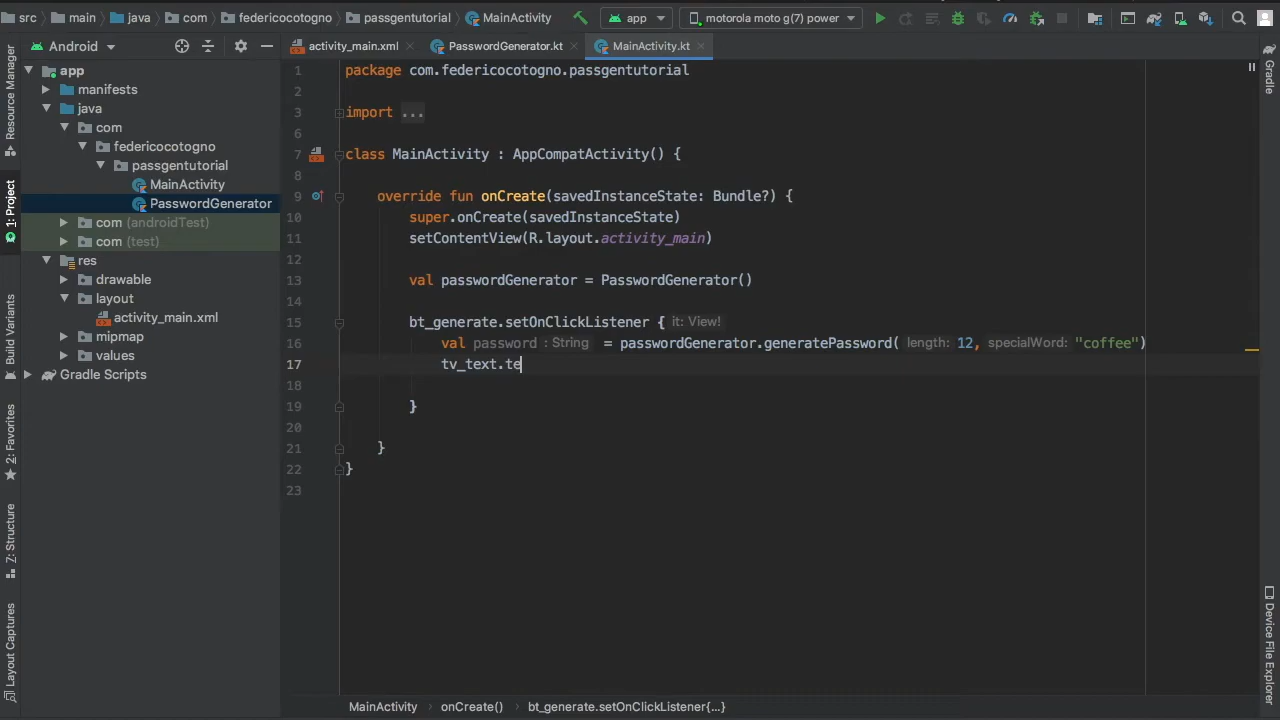 src main java com federicocotogno passgentutorial MainActivity app motorola moto g(7) power
Android
activity_main.xml PasswordGenerator.kt MainActivity.kt
app
manifests
java
com
federicocotogno
passgentutorial
MainActivity
PasswordGenerator
com (androidTest)
com (test)
res
drawable
layout
activity_main.xml
mipmap
values
Gradle Scripts
Resource Manager
1: Project
Build Variants
2: Favorites
7: Structure
Layout Captures
1 package com.federicocotogno.passgentutorial
2
3 import ...
6
7 class MainActivity : AppCompatActivity() {
8
9 override fun onCreate(savedInstanceState: Bundle?) {
10 super.onCreate(savedInstanceState)
11 setContentView(R.layout.activity_main)
12
13 val passwordGenerator = PasswordGenerator()
14
15 bt_generate.setOnClickListener { it: View!
16 val password : String = passwordGenerator.generatePassword( length: 12, specialWord: "coffee")
17 tv_text.te
18
19 }
20
21 }
22 }
23
MainActivity onCreate() bt_generate.setOnClickListener{...}
Gradle
Device File Explorer